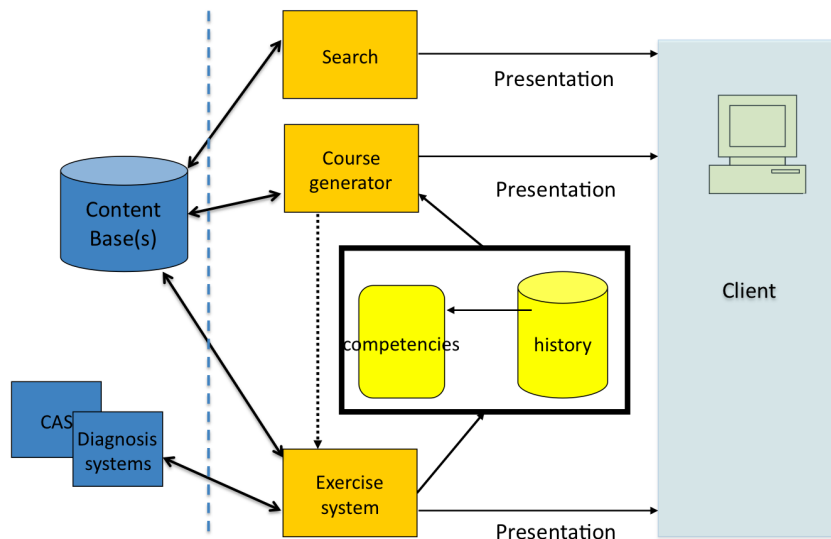 Search
Presentation
Course
generator
Presentation
Content
Base(s)
Client
competencies
history
CAS
Diagnosis
systems
Exercise
system
Presentation